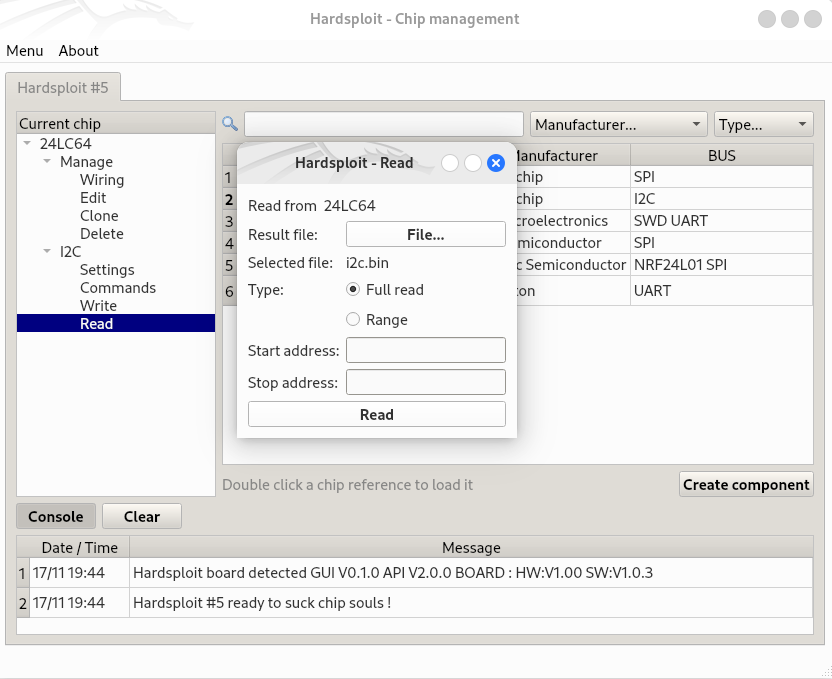 Hardsploit - Chip management
Menu About
Hardsploit #5
Current chip
24LC64
Manage
Wiring
Edit
Clone
Delete
I2C
Settings
Commands
Write
Read
Manufacturer... Type...
Manufacturer BUS
1 chip SPI
2 chip I2C
3 croelectronics SWD UART
4 miconductor SPI
5 c Semiconductor NRF24L01 SPI
6 on UART
Hardsploit - Read
Read from 24LC64
Result file: File...
Selected file: i2c.bin
Type: Full read
Range
Start address:
Stop address:
Read
Double click a chip reference to load it
Create component
Console Clear
Date / Time Message
1 17/11 19:44 Hardsploit board detected GUI V0.1.0 API V2.0.0 BOARD : HW:V1.00 SW:V1.0.3
2 17/11 19:44 Hardsploit #5 ready to suck chip souls !